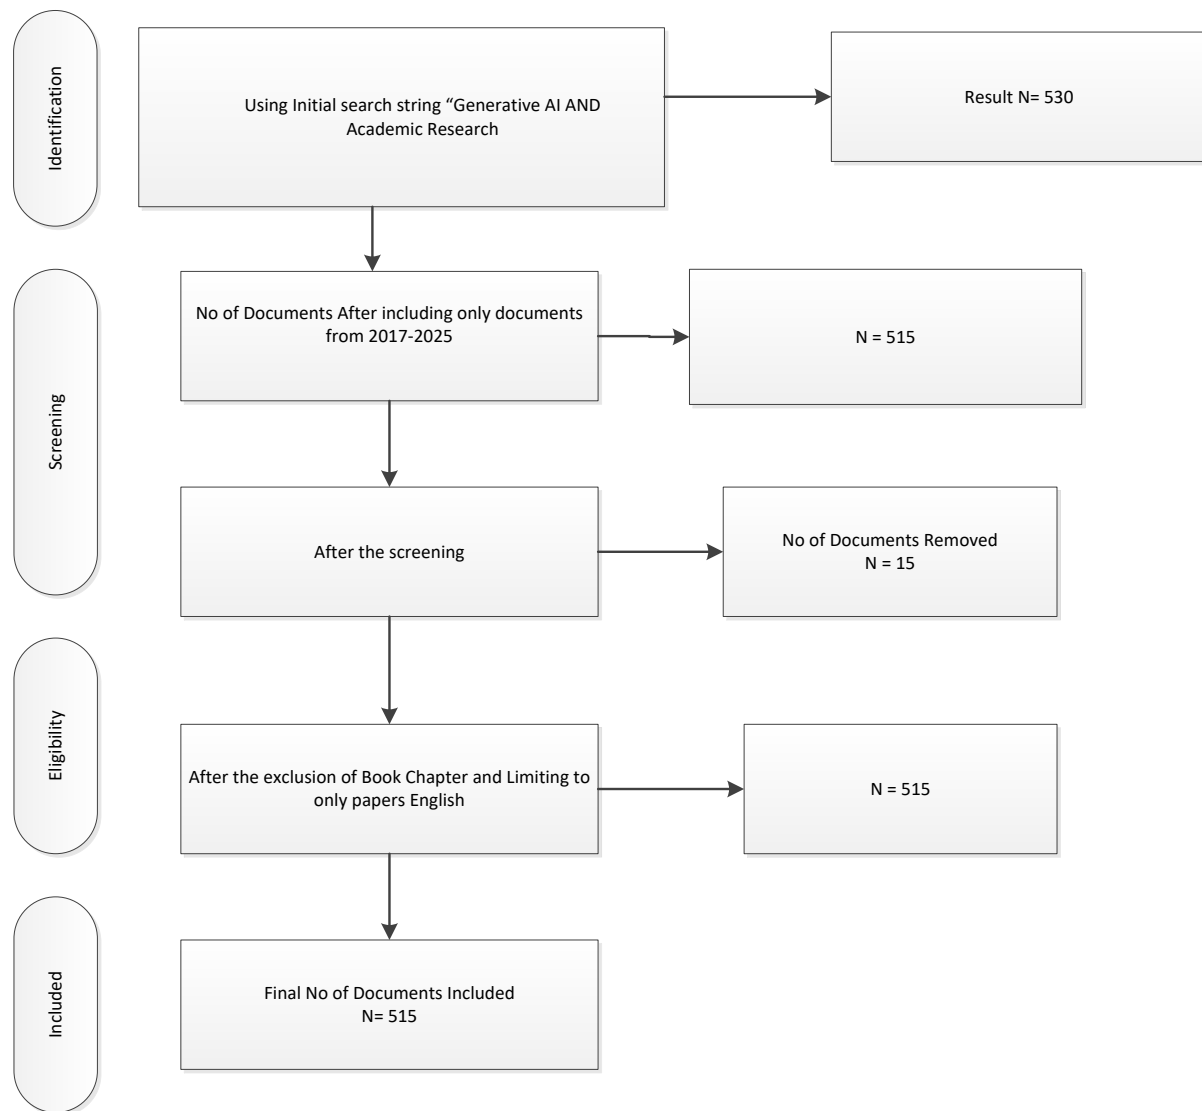 Identification
Using Initial search string “Generative AI AND
Academic Research
Result N= 530
Screening
No of Documents After including only documents
from 2017-2025
N = 515
After the screening
No of Documents Removed
N = 15
Eligibility
After the exclusion of Book Chapter and Limiting to
only papers English
N = 515
Included
Final No of Documents Included
N= 515